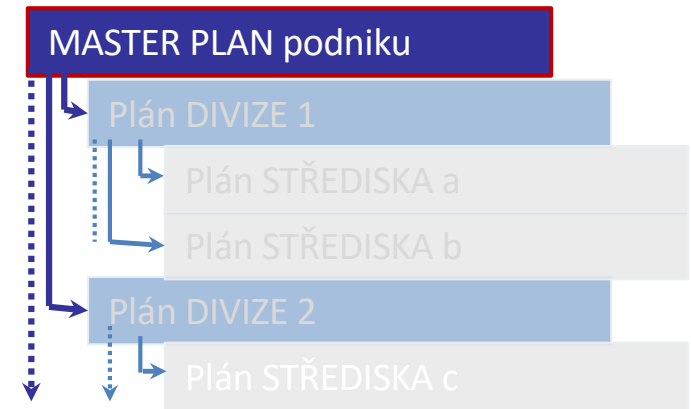 MASTER PLAN podniku
Plán DIVIZE 1
Plán STŘEDISKA a
Plán STŘEDISKA b
Plán DIVIZE 2
Plán STŘEDISKA c